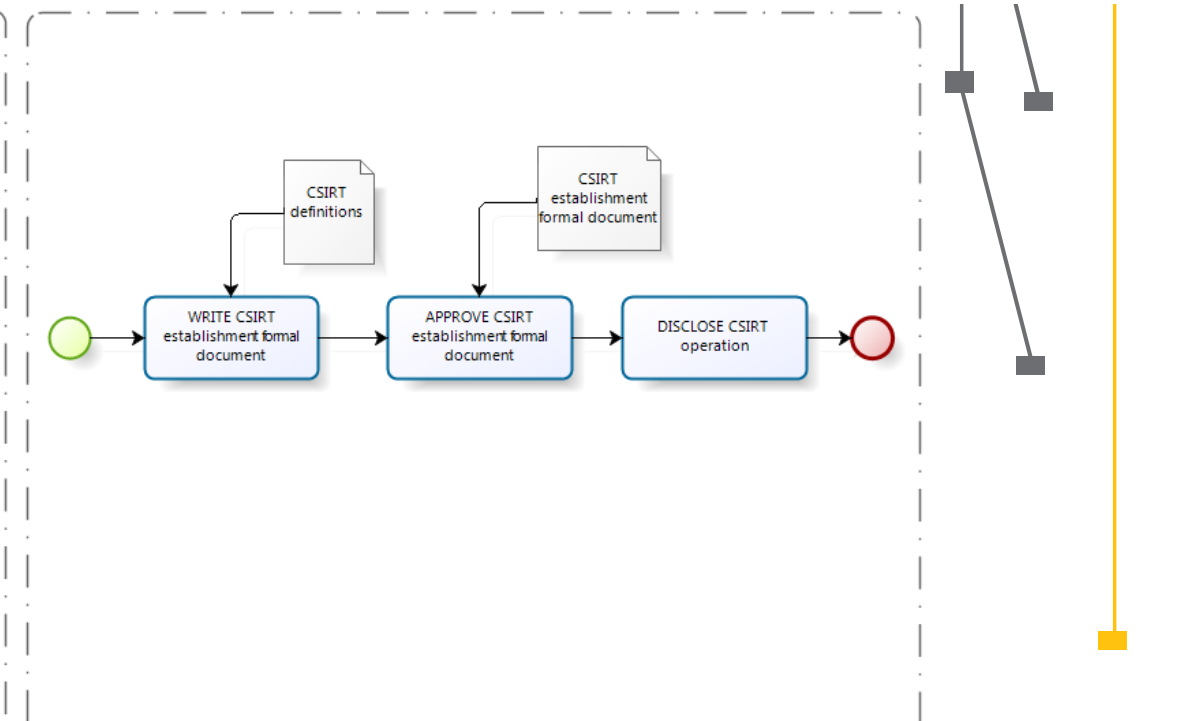 CSIRT
definitions
CSIRT
establishment
formal document
WRITE CSIRT
establishment formal
document
APPROVE CSIRT
establishment formal
document
DISCLOSE CSIRT
operation